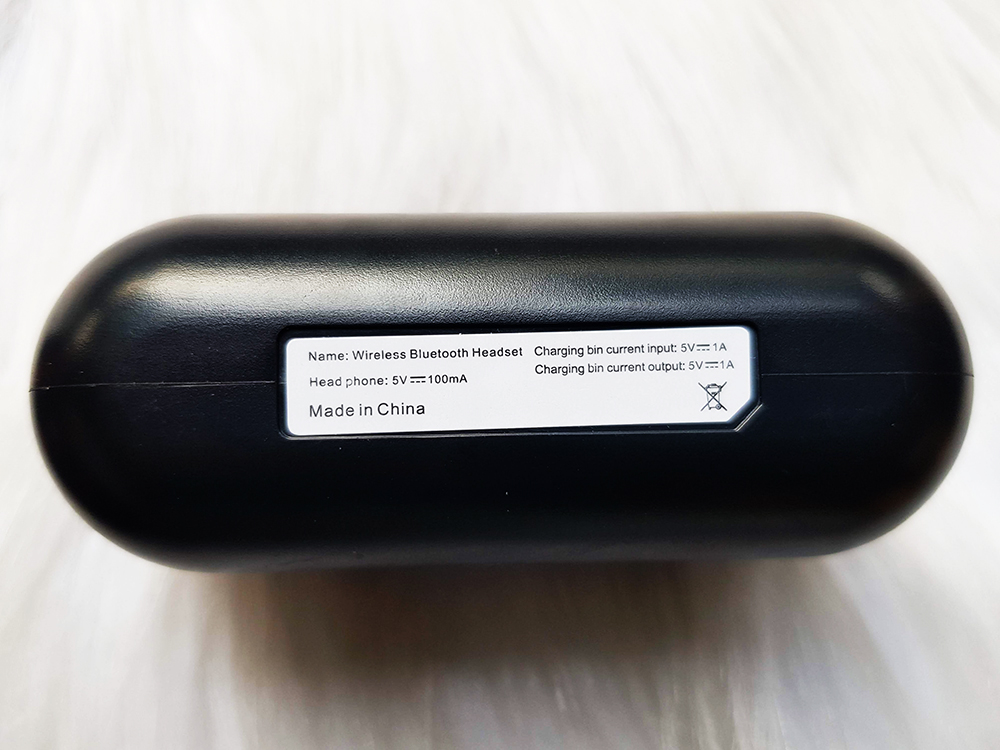 Name: Wireless Bluetooth Headset
Head phone: 5V⎓100mA
Made in China
Charging bin current input: 5V⎓1A
Charging bin current output: 5V⎓1A